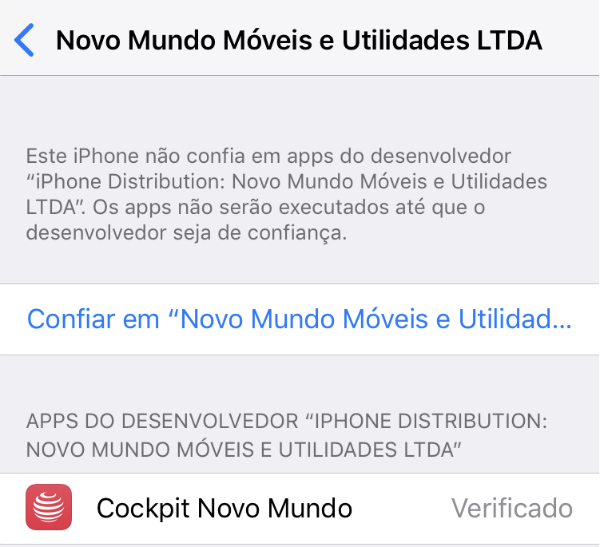 Novo Mundo Móveis e Utilidades LTDA
Este iPhone não confia em apps do desenvolvedor
“iPhone Distribution: Novo Mundo Móveis e Utilidades
LTDA”. Os apps não serão executados até que o
desenvolvedor seja de confiança.
Confiar em “Novo Mundo Móveis e Utilidad...
APPS DO DESENVOLVEDOR “IPHONE DISTRIBUTION:
NOVO MUNDO MÓVEIS E UTILIDADES LTDA”
Cockpit Novo Mundo Verificado